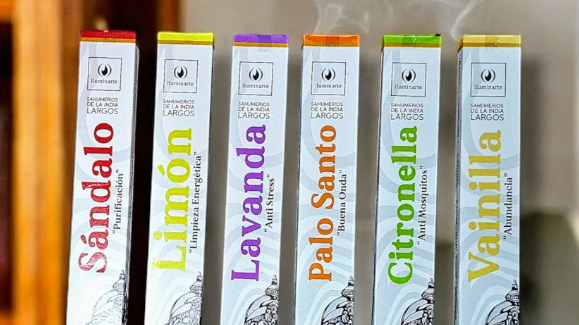 iluminarte
SAHUMERIOS
DE LA INDIA
LARGOS
Sándalo
"Purificación"
iluminarte
SAHUMERIOS
DE LA INDIA
LARGOS
Limón
"Limpieza Energética"
iluminarte
SAHUMERIOS
DE LA INDIA
LARGOS
Lavanda
"Anti Stress"
iluminarte
SAHUMERIOS
DE LA INDIA
LARGOS
Palo Santo
"Buena Onda"
iluminarte
SAHUMERIOS
DE LA INDIA
LARGOS
Citronella
"Anti Mosquitos"
iluminarte
SAHUMERIOS
DE LA INDIA
LARGOS
Vainilla
"Abundancia"